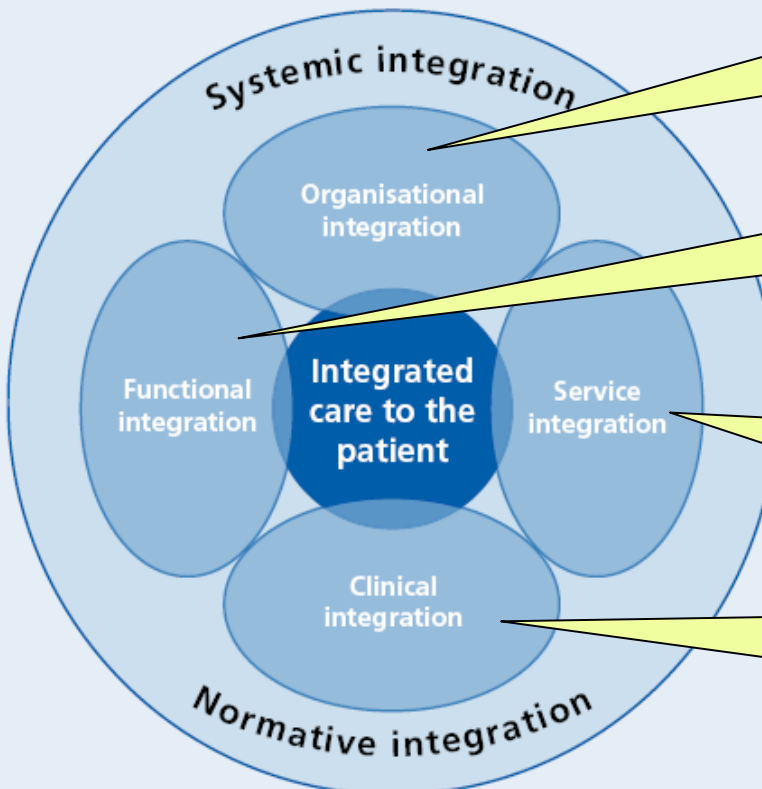 Systemic integration
Organisational
integration
Functional
integration
Integrated
care to the
patient
Service
integration
Clinical
integration
Normative integration